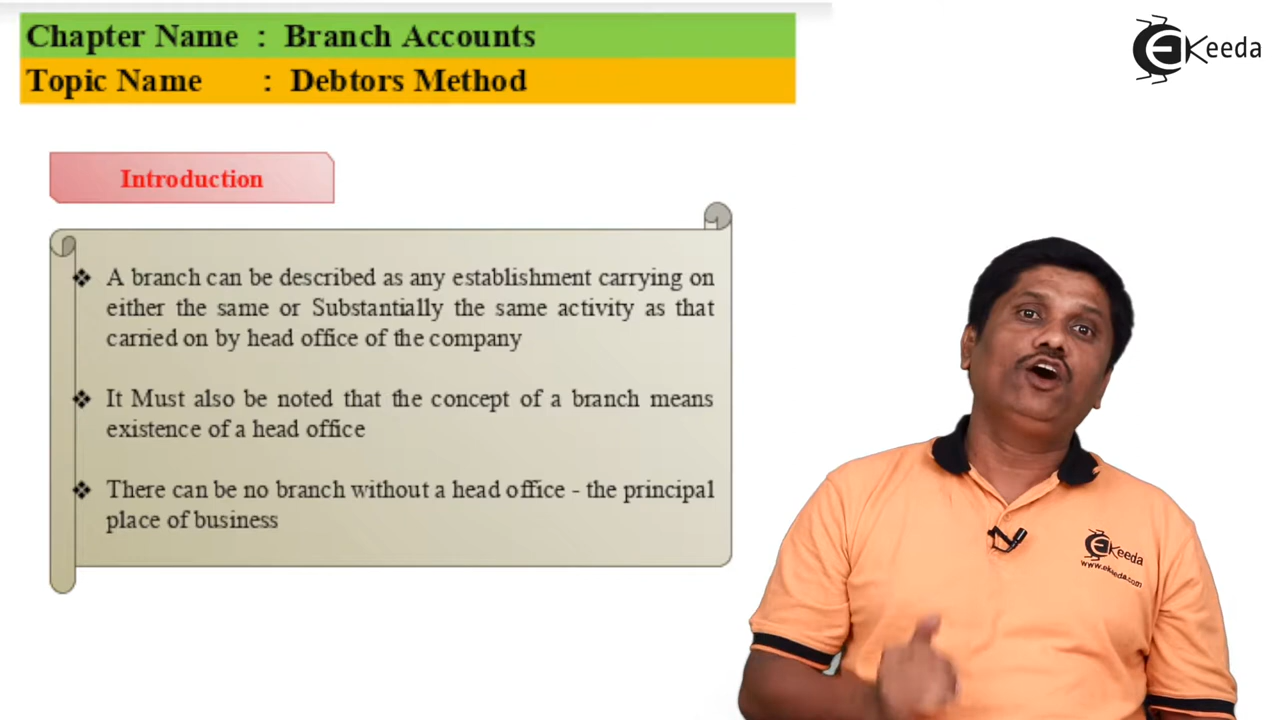 Chapter Name : Branch Accounts
Topic Name : Debtors Method
EKeeda
Introduction
❖ A branch can be described as any establishment carrying on
either the same or Substantially the same activity as that
carried on by head office of the company
❖ It Must also be noted that the concept of a branch means
existence of a head office
❖ There can be no branch without a head office - the principal
place of business
EKeeda
www.ekeeda.com